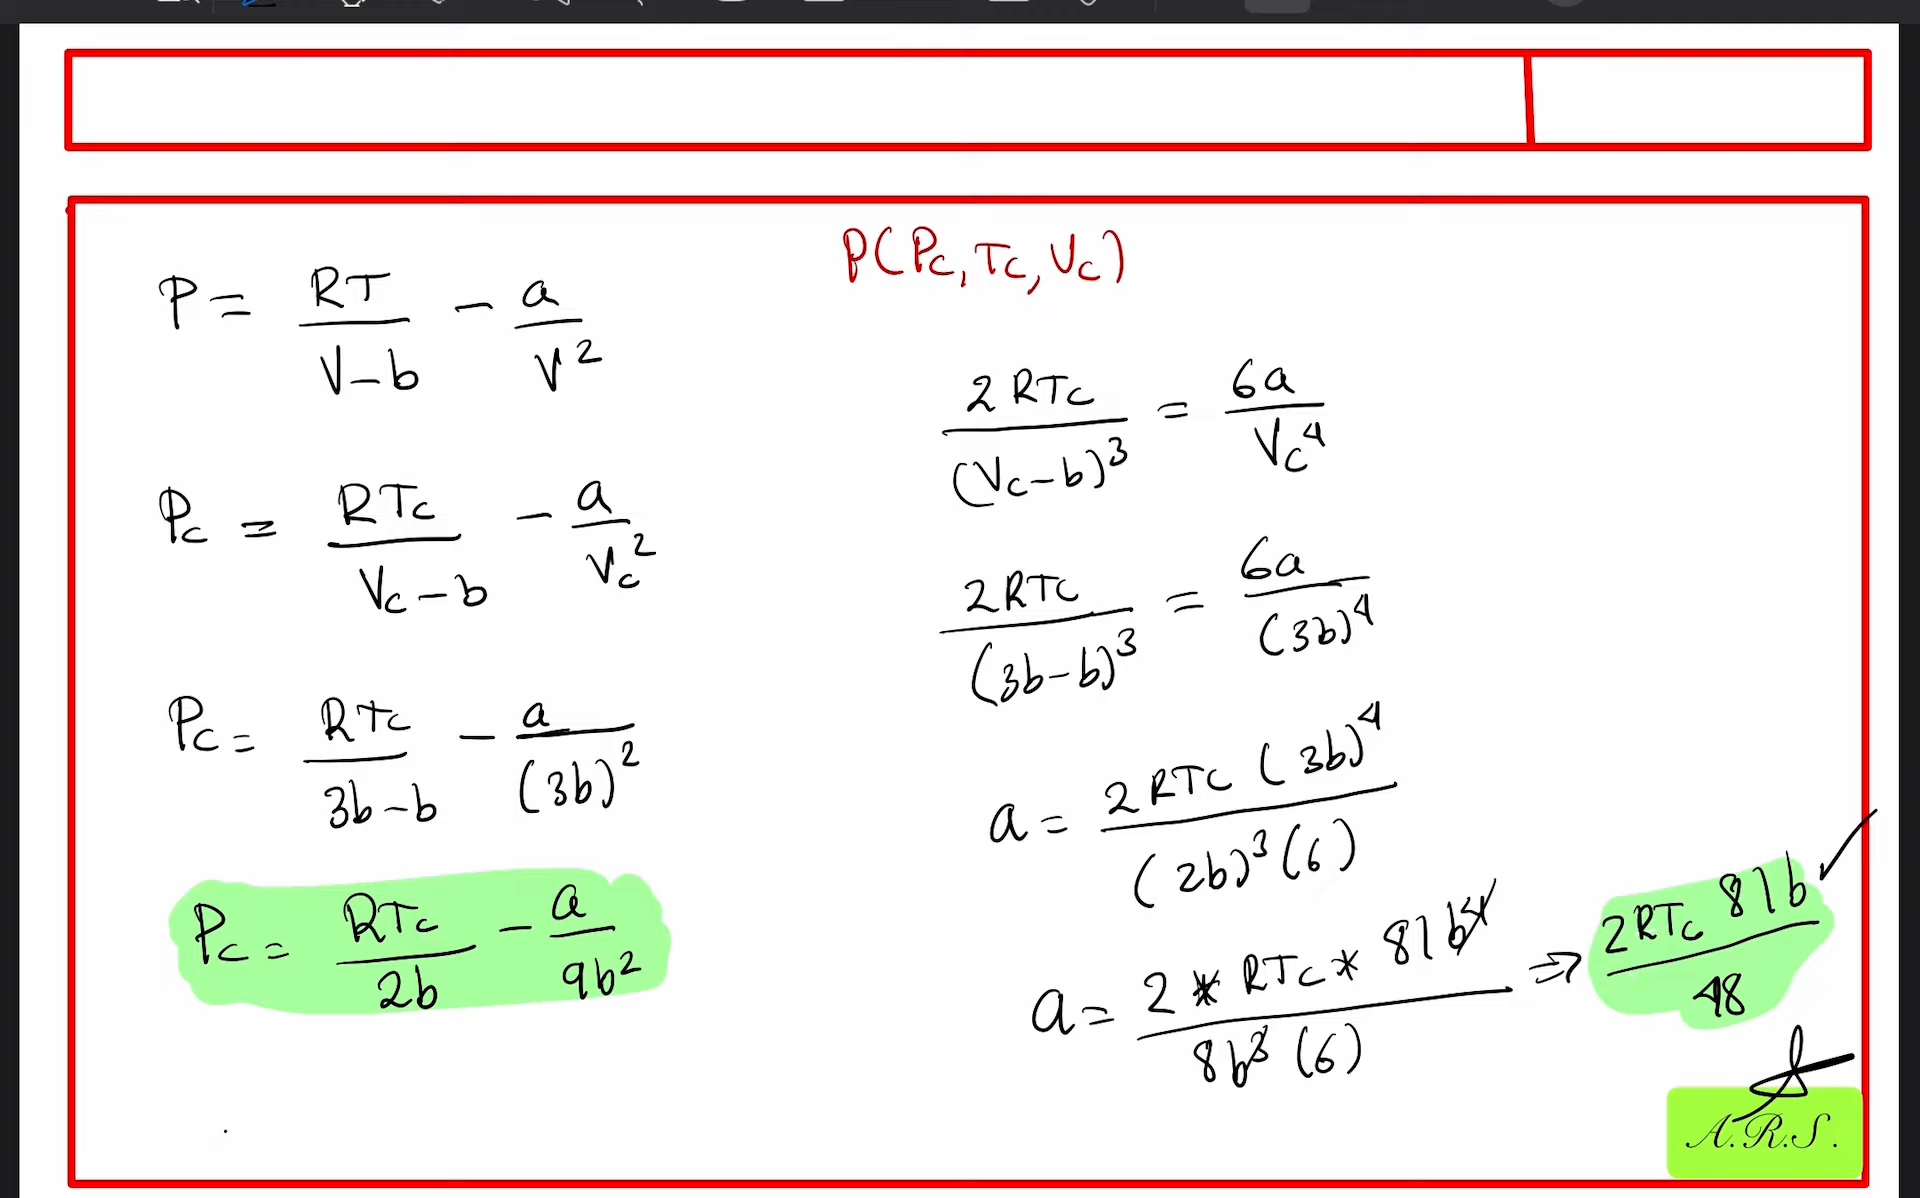 P = RT/(V-b) - a/V²
Pc = RTc/(Vc-b) - a/Vc²
Pc = RTc/(3b-b) - a/(3b)²
Pc = RTc/2b - a/9b²
P(Pc, Tc, Vc)
2RTc/(Vc-b)³ = 6a/Vc⁴
2RTc/(3b-b)³ = 6a/(3b)⁴
a = 2RTc(3b)⁴/(2b)³(6)
a = 2*RTc*81b⁴/8b³(6) ⇒ 2RTc 81b/48 ✓
A.R.S.